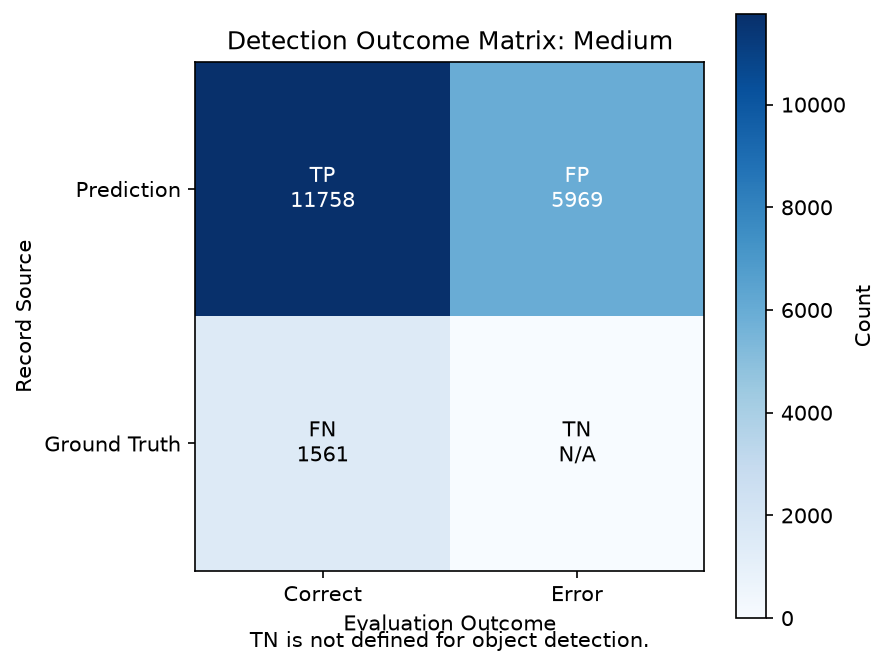 Detection Outcome Matrix: Medium
Record Source
Prediction
Ground Truth
TP
11758
FP
5969
FN
1561
TN
N/A
Correct
Error
Evaluation Outcome
TN is not defined for object detection.
10000
8000
6000
4000
2000
0
Count